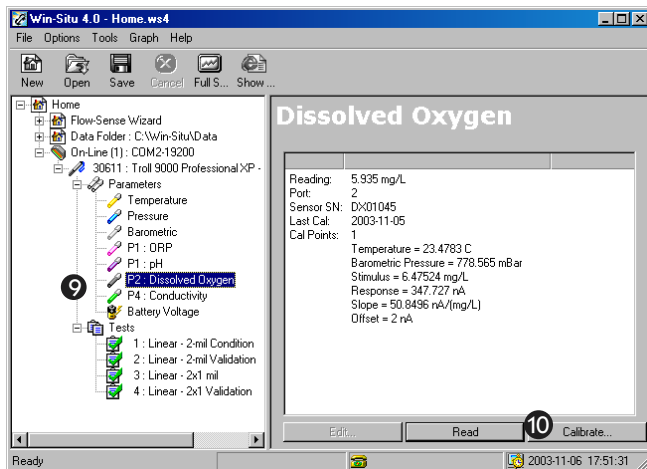 Win-Situ 4.0 - Home.ws4
File Options Tools Graph Help
New Open Save Cancel Full S... Show ...
Home
Flow-Sense Wizard
Data Folder : C:\Win-Situ\Data
On-Line (1) : COM2-19200
30611 : Troll 9000 Professional XP -
Parameters
Temperature
Pressure
Barometric
P1 : ORP
P1 : pH
9 P2 : Dissolved Oxygen
P4 : Conductivity
Battery Voltage
Tests
1 : Linear - 2-mil Condition
2 : Linear - 2-mil Validation
3 : Linear - 2x1 mil
4 : Linear - 2x1 Validation
Dissolved Oxygen
Reading: 5.935 mg/L
Port: 2
Sensor SN: DX01045
Last Cal: 2003-11-05
Cal Points: 1
Temperature = 23.4783 C
Barometric Pressure = 778.565 mBar
Stimulus = 6.47524 mg/L
Response = 347.727 nA
Slope = 50.8496 nA/(mg/L)
Offset = 2 nA
Edit... Read 10 Calibrate...
Ready 2003-11-06 17:51:31